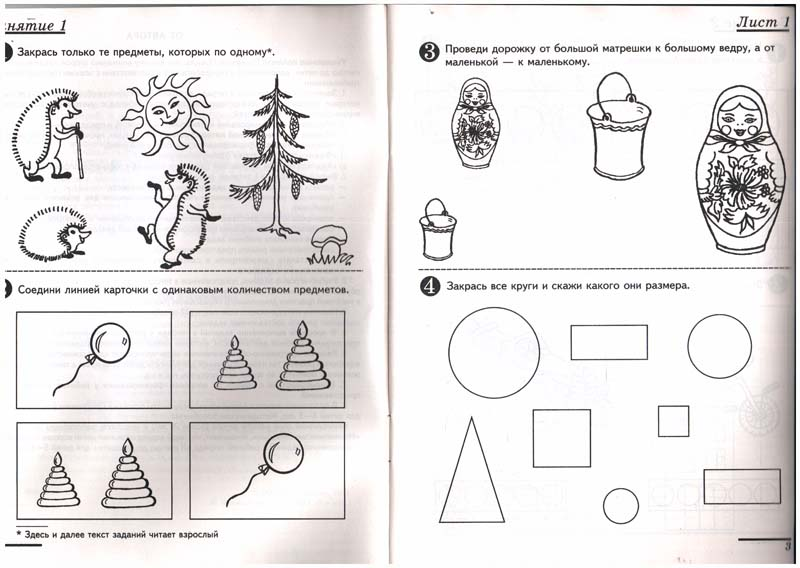 нятие 1
Закрась только те предметы, которых по одному*.
Соедини линией карточки с одинаковым количеством предметов.
* Здесь и далее текст заданий читает взрослый
Лист 1
3 Проведи дорожку от большой матрешки к большому ведру, а от
маленькой — к маленькому.
4 Закрась все круги и скажи какого они размера.
3